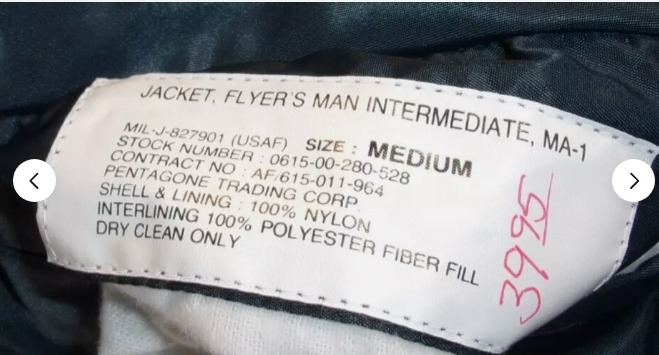 JACKET, FLYER'S MAN INTERMEDIATE, MA-1
MIL-J-827901 (USAF) SIZE : MEDIUM
STOCK NUMBER : 0615-00-280-528
CONTRACT NO : AF/615-011-964
PENTAGONE TRADING CORP
SHELL & LINING : 100% NYLON
INTERLINING 100% POLYESTER FIBER FILL
DRY CLEAN ONLY
3995